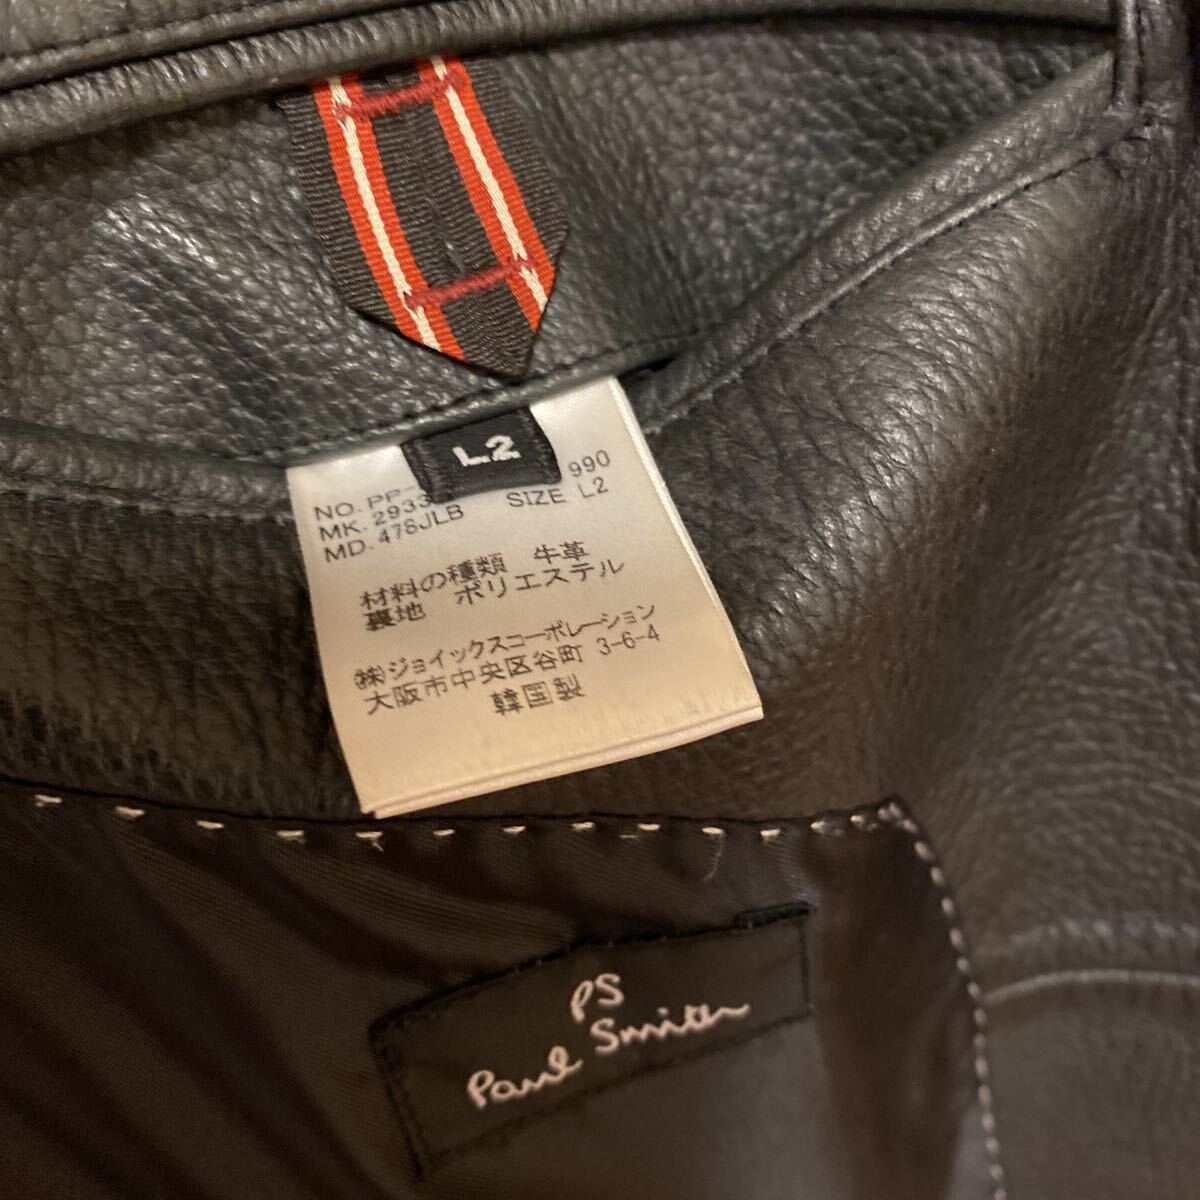 L2
NO. PP- 990
MK. 2933 SIZE L2
MD. 478JLB
材料の種類 牛革
裏地 ポリエステル
㈱ジョイックスコーポレーション
大阪市中央区谷町 3-6-4
韓国製
PS
Paul Smith